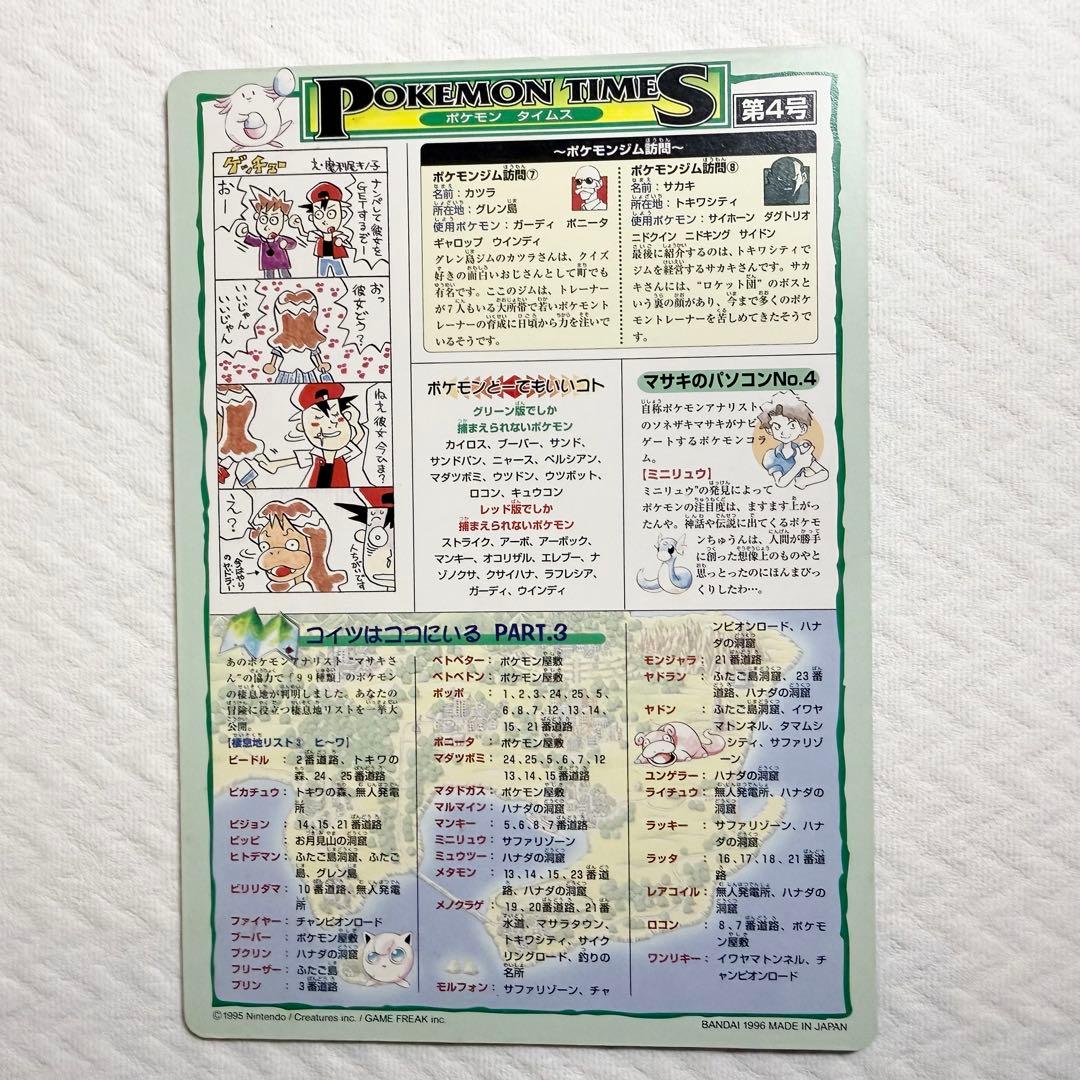 POKEMON TIMES
ポケモン タイムス
第4号
ゲッチュー
え・魔利尾キノ子
ナンパして彼女を
GETするぞー!
おー
おっ
彼女どう?
いいじゃん
いいじゃん
ねえ彼女今ひま?
え?
人ちがいです
〜ポケモンジム訪問〜
ポケモンジム訪問⑦
名前:カツラ
所在地:グレン島
使用ポケモン:ガーディ ポニータ
ギャロップ ウインディ
グレン島ジムのカツラさんは、クイズ
好きの面白いおじさんとして町でも
有名です。ここのジムは、トレーナー
が7人もいる大所帯で若いポケモント
レーナーの育成に日頃から力を注いで
いるそうです。
ポケモンジム訪問⑧
名前:サカキ
所在地:トキワシティ
使用ポケモン:サイホーン ダグトリオ
ニドクイン ニドキング サイドン
最後に紹介するのは、トキワシティで
ジムを経営するサカキさんです。サカ
キさんには、“ロケット団”のボスと
いう裏の顔があり、今まで多くのポケ
モントレーナーを苦しめてきたそうで
す。
ポケモンどーでもいいコト
グリーン版でしか
捕まえられないポケモン
カイロス、ブーバー、サンド、
サンドパン、ニャース、ペルシアン、
マダツボミ、ウツドン、ウツボット、
ロコン、キュウコン
レッド版でしか
捕まえられないポケモン
ストライク、アーボ、アーボック、
マンキー、オコリザル、エレブー、ナ
ゾノクサ、クサイハナ、ラフレシア、
ガーディ、ウインディ
マサキのパソコンNo.4
自称ポケモンアナリスト
のソネザキマサキがナビ
ゲートするポケモンコラ
ム。
【ミニリュウ】
ミニリュウ”の発見によって
ポケモンの注目度は、ますます上がっ
たんや。神話や伝説に出てくるポケモ
ンちゅうんは、人間が勝手
に創った想像上のものやと
思っとったのにほんまびっ
くりしたわ…。
コイツはココにいる PART.3
あのポケモンアナリスト“マサキさ
ん”の協力で「99種類」のポケモン
の棲息地が判明しました。あなたの
冒険に役立つ棲息地リストを一挙大
公開。
【棲息地リスト③ ヒ〜ワ】
ビードル : 2番道路、トキワの
森、24、25番道路
ピカチュウ : トキワの森、無人発電
所
ピジョン : 14、15、21番道路
ピッピ : お月見山の洞窟
ヒトデマン : ふたご島洞窟、ふたご
島、グレン島
ビリリダマ : 10番道路、無人発電
所
ファイヤー : チャンピオンロード
ブーバー : ポケモン屋敷
プクリン : ハナダの洞窟
フリーザー : ふたご島
プリン : 3番道路
ベトベター : ポケモン屋敷
ベトベトン : ポケモン屋敷
ポッポ : 1、2、3、24、25、5、
6、8、7、12、13、14、
15、21番道路
ポニータ : ポケモン屋敷
マダツボミ : 24、25、5、6、7、12
13、14、15番道路
マタドガス : ポケモン屋敷
マルマイン : ハナダの洞窟
マンキー : 5、6、8、7番道路
ミニリュウ : サファリゾーン
ミュウツー : ハナダの洞窟
メタモン : 13、14、15、23番道
路、ハナダの洞窟
メノクラゲ : 19、20番道路、21番
水道、マサラタウン、
トキワシティ、サイク
リングロード、釣りの
名所
モルフォン : サファリゾーン、チャ
ンピオンロード、ハナ
ダの洞窟
モンジャラ : 21番道路
ヤドラン : ふたご島洞窟、23番
道路、ハナダの洞窟
ヤドン : ふたご島洞窟、イワヤ
マトンネル、タマムシ
シティ、サファリゾ
ーン
ユンゲラー : ハナダの洞窟
ライチュウ : 無人発電所、ハナダの
洞窟
ラッキー : サファリゾーン、ハナ
ダの洞窟
ラッタ : 16、17、18、21番道
路
レアコイル : 無人発電所、ハナダの
洞窟
ロコン : 8、7番道路、ポケモ
ン屋敷
ワンリキー : イワヤマトンネル、チ
ャンピオンロード
©1995 Nintendo / Creatures inc. / GAME FREAK inc.
BANDAI 1996 MADE IN JAPAN